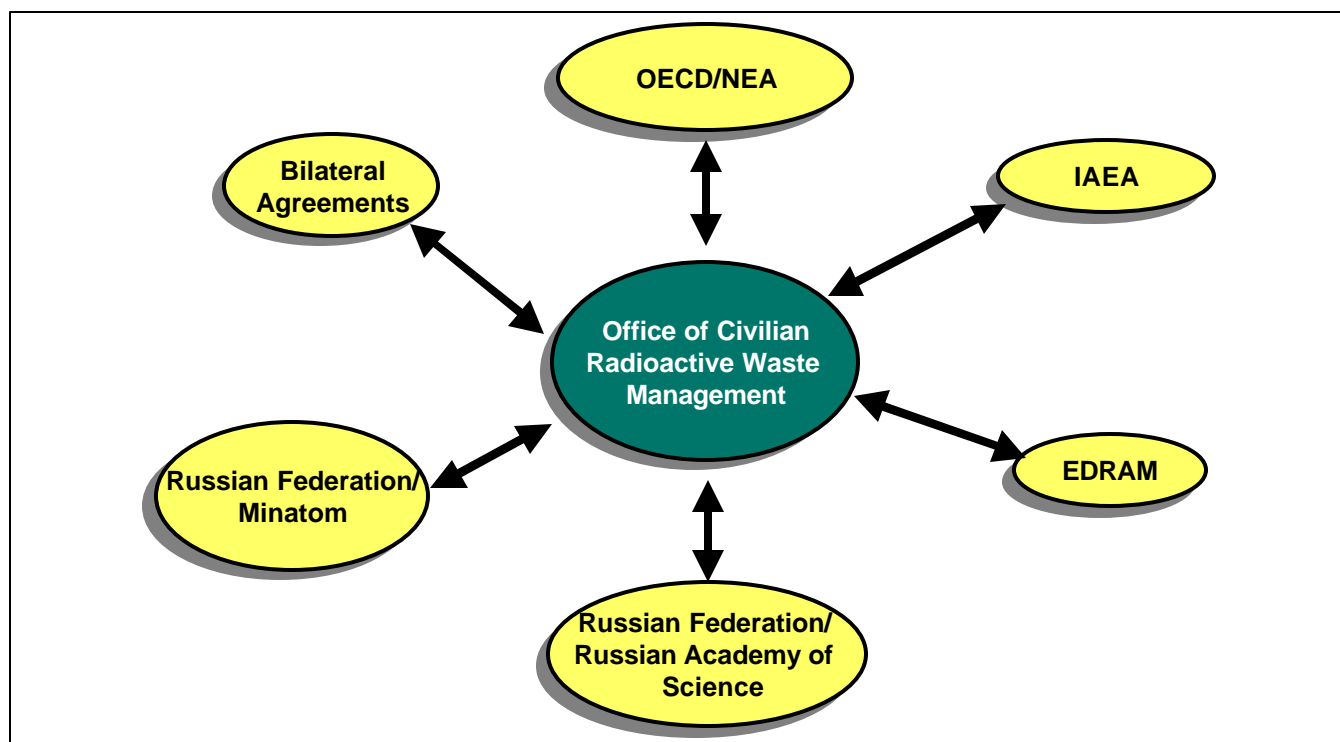 OECD/NEA
Bilateral
Agreements
IAEA
Office of Civilian
Radioactive Waste
Management
Russian Federation/
Minatom
EDRAM
Russian Federation/
Russian Academy of
Science